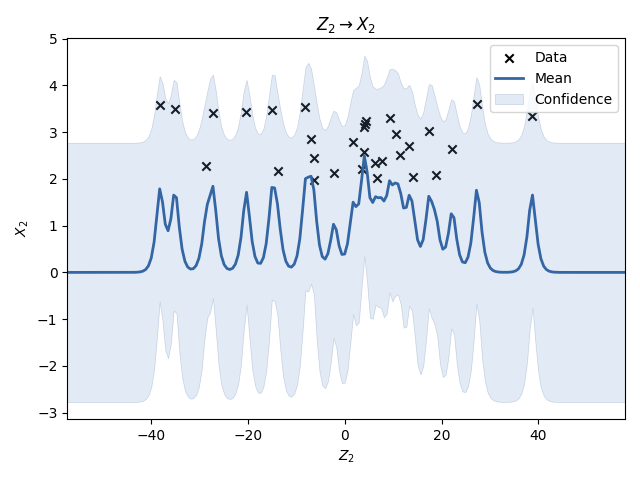 Z₂ → X₂
Data
Mean
Confidence
X₂
5
4
3
2
1
0
−1
−2
−3
−40
−20
0
20
40
Z₂